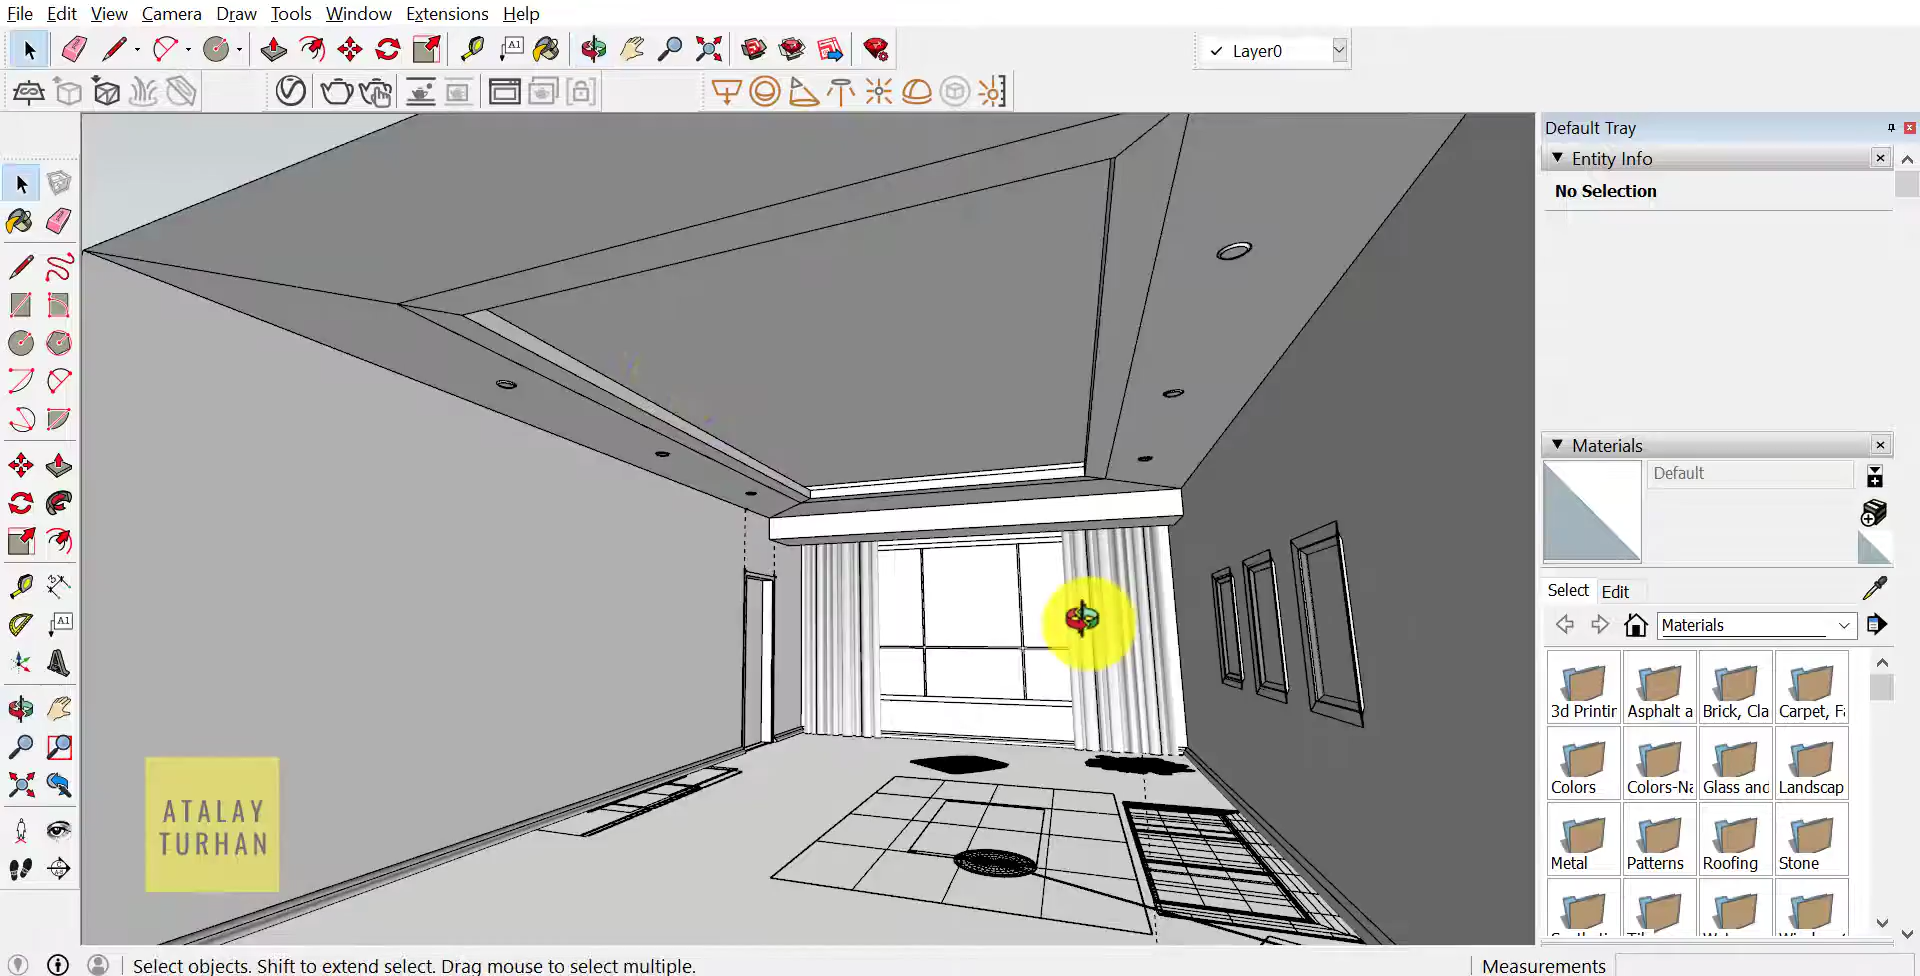 File Edit View Camera Draw Tools Window Extensions Help
Layer0
Default Tray
Entity Info
No Selection
Materials
Default
Select Edit
Materials
3d Printir Asphalt a Brick, Cla Carpet, Fa
Colors Colors-Na Glass and Landscap
Metal Patterns Roofing Stone
ATALAY
TURHAN
Select objects. Shift to extend select. Drag mouse to select multiple.
Measurements